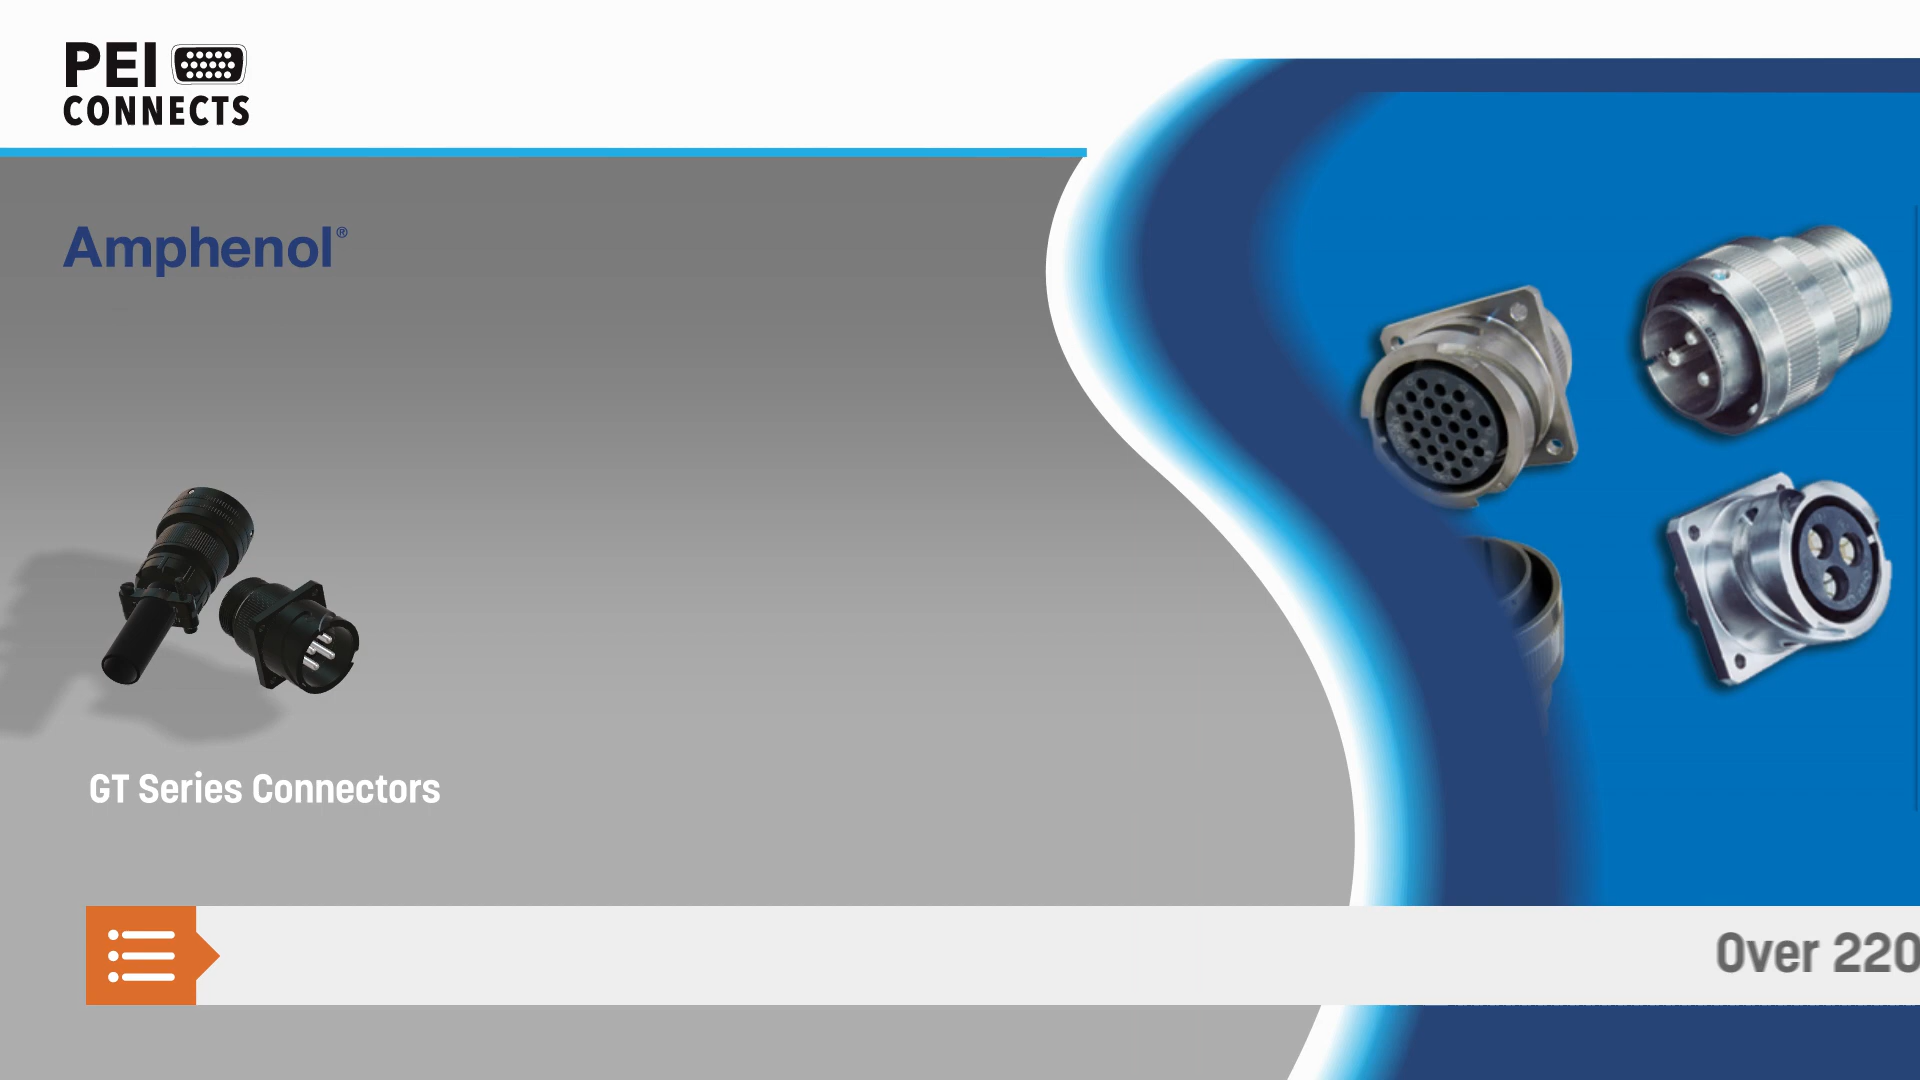 PEI
CONNECTS
Amphenol®
GT Series Connectors
Over 220